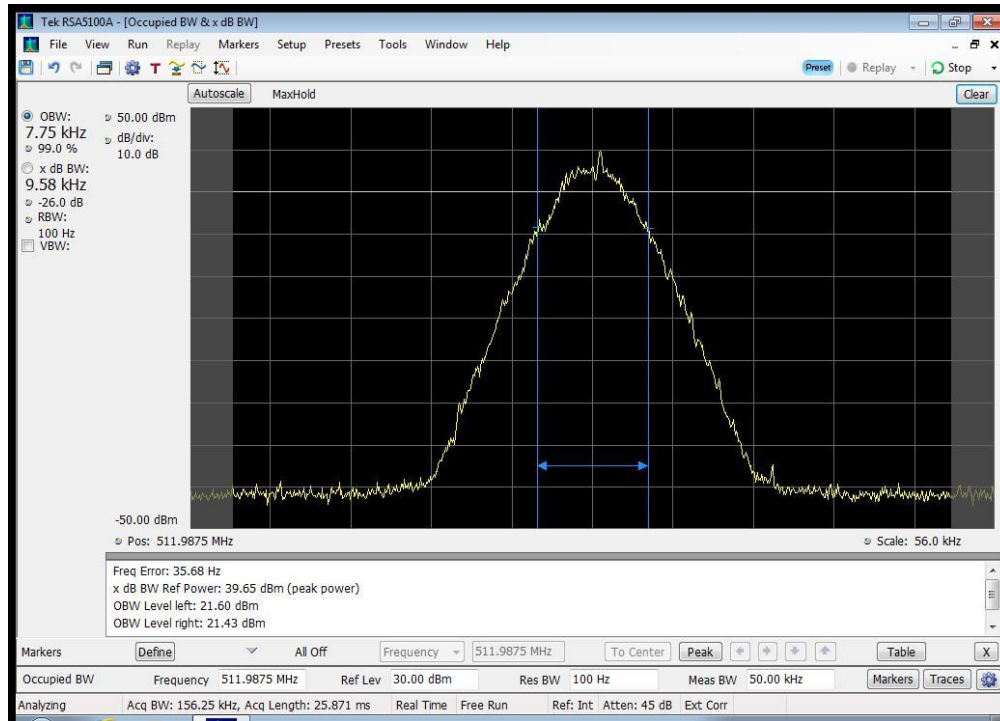 Tek RSA5100A - [Occupied BW & x dB BW]
File View Run Replay Markers Setup Presets Tools Window Help
T
Preset Replay Stop
Autoscale MaxHold Clear
OBW:
7.75 kHz
99.0 %
x dB BW:
9.58 kHz
-26.0 dB
RBW:
100 Hz
VBW:
50.00 dBm
dB/div:
10.0 dB
-50.00 dBm
Pos: 511.9875 MHz Scale: 56.0 kHz
Freq Error: 35.68 Hz
x dB BW Ref Power: 39.65 dBm (peak power)
OBW Level left: 21.60 dBm
OBW Level right: 21.43 dBm
Markers Define All Off Frequency 511.9875 MHz To Center Peak Table X
Occupied BW Frequency 511.9875 MHz Ref Lev 30.00 dBm Res BW 100 Hz Meas BW 50.00 kHz Markers Traces
Analyzing Acq BW: 156.25 kHz, Acq Length: 25.871 ms Real Time Free Run Ref: Int Atten: 45 dB Ext Corr